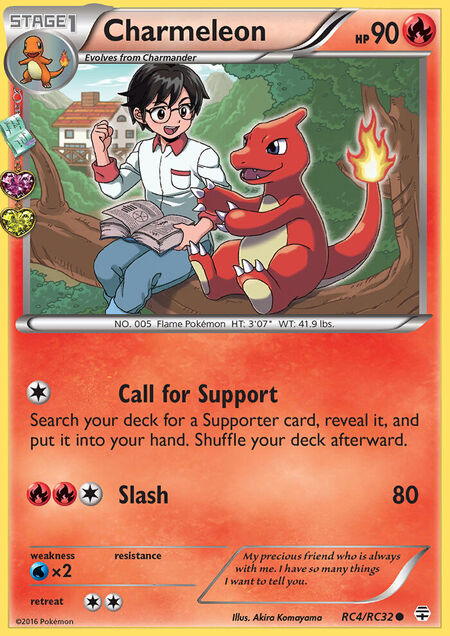 STAGE1
Charmeleon
HP 90
Evolves from Charmander
NO. 005 Flame Pokémon HT: 3'07" WT: 41.9 lbs.
Call for Support
Search your deck for a Supporter card, reveal it, and
put it into your hand. Shuffle your deck afterward.
Slash 80
weakness
×2
resistance
retreat
My precious friend who is always
with me. I have so many things
I want to tell you.
©2016 Pokémon
Illus. Akira Komayama
RC4/RC32